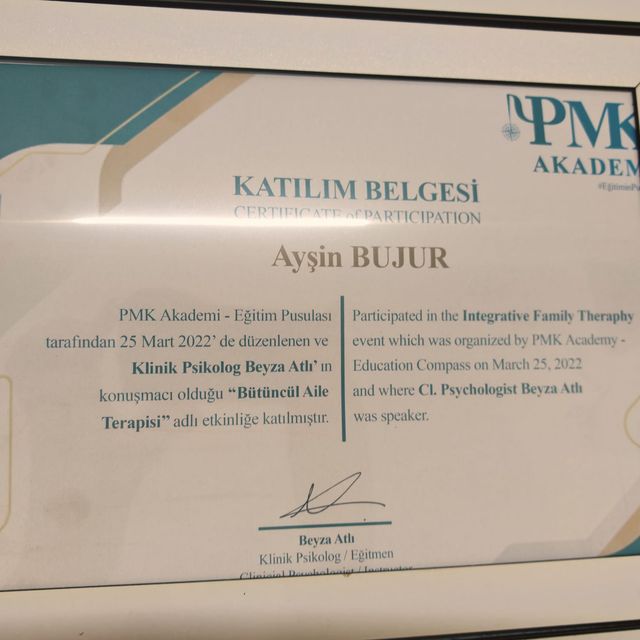 PMK
AKADEM
KATILIM BELGESİ
CERTIFICATE of PARTICIPATION
Ayşin BUJUR
PMK Akademi - Eğitim Pusulası
tarafından 25 Mart 2022' de düzenlenen ve
Klinik Psikolog Beyza Atlı' ın
konuşmacı olduğu “Bütüncül Aile
Terapisi” adlı etkinliğe katılmıştır.
Participated in the Integrative Family Theraphy
event which was organized by PMK Academy -
Education Compass on March 25, 2022
and where Cl. Psychologist Beyza Atlı
was speaker.
Beyza Atlı
Klinik Psikolog / Eğitmen